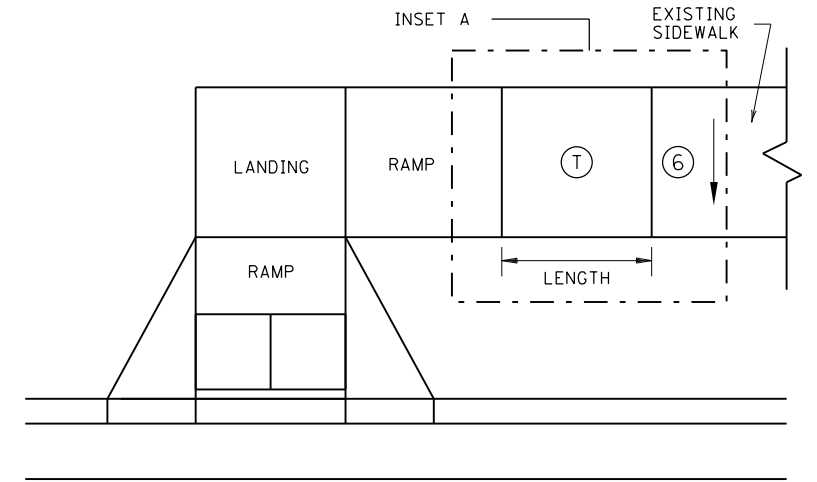 INSET A
EXISTING
SIDEWALK
LANDING
RAMP
T
6
RAMP
LENGTH